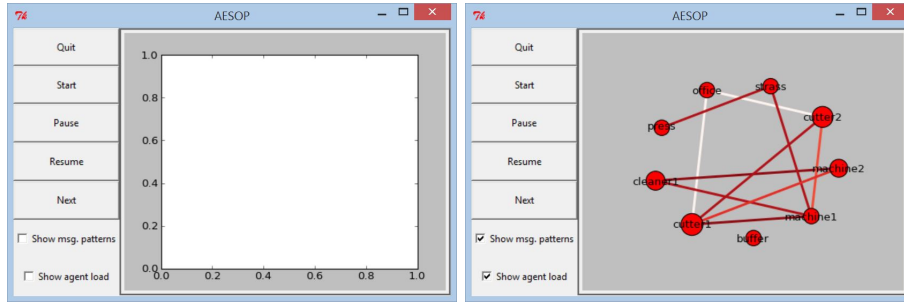 AESOP
Quit
Start
Pause
Resume
Next
Show msg. patterns
Show agent load
1.0
0.8
0.6
0.4
0.2
0.0
0.0 0.2 0.4 0.6 0.8 1.0
AESOP
Quit
Start
Pause
Resume
Next
Show msg. patterns
Show agent load
office
strass
cutter2
press
machine2
cleaner1
machine1
cutter1
buffer